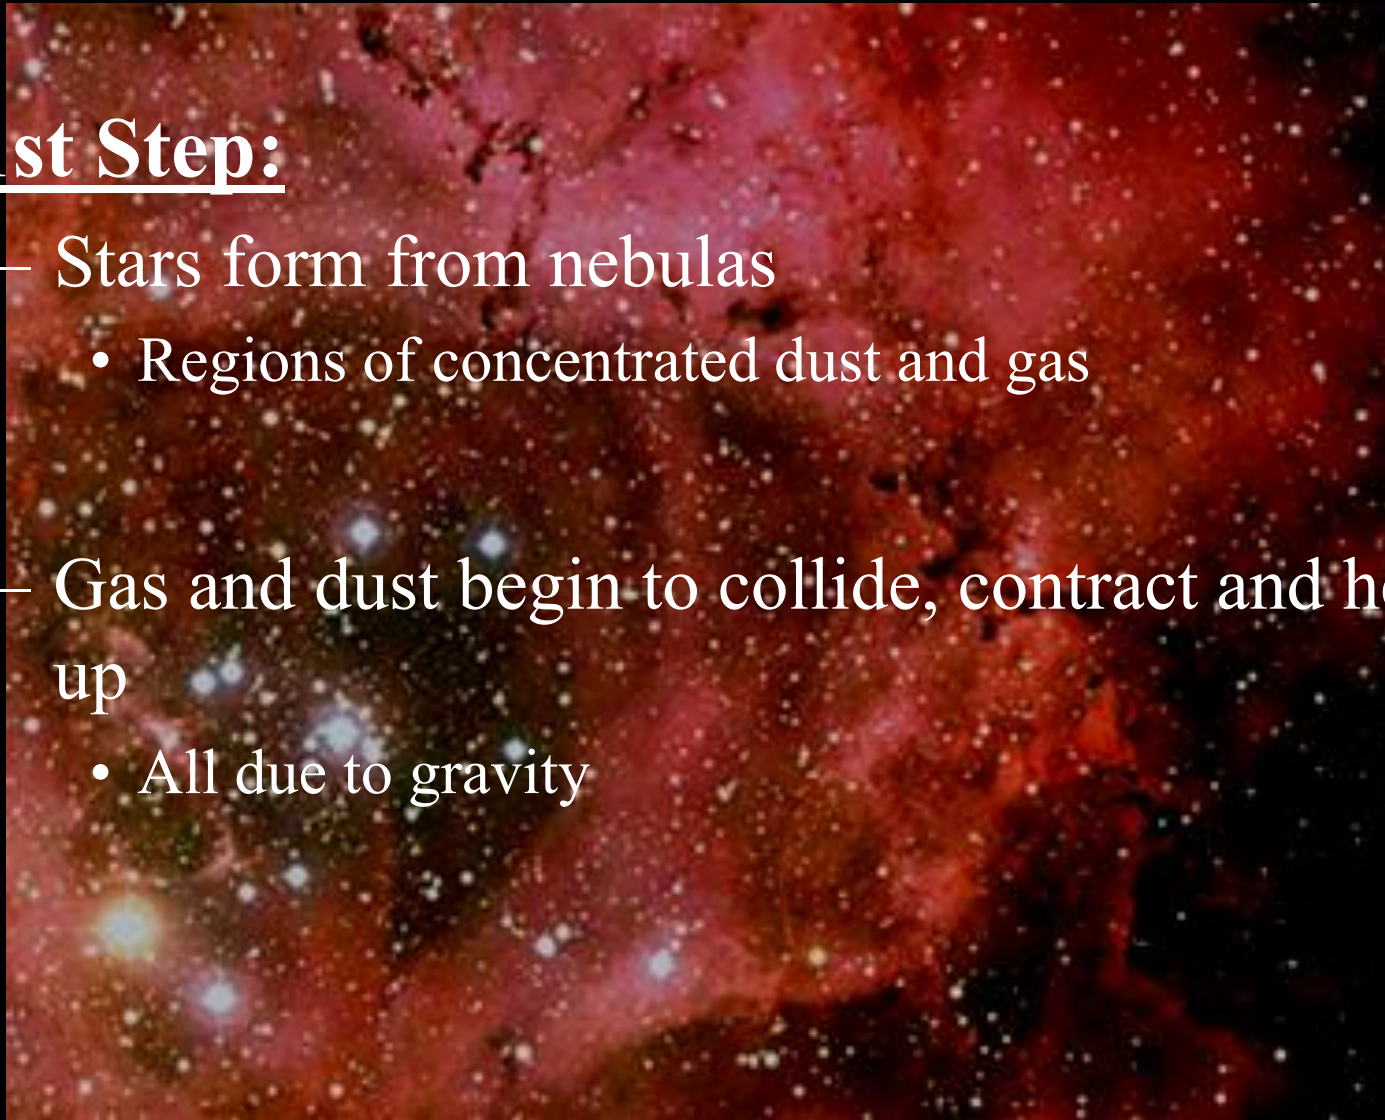 st Step:
– Stars form from nebulas
• Regions of concentrated dust and gas
– Gas and dust begin to collide, contract and
up
• All due to gravity